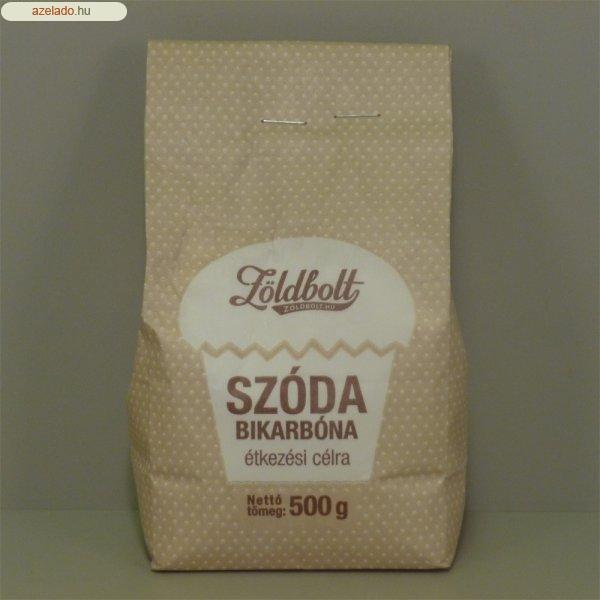 azelado.hu
Zöldbolt
ZOLDBOLT.HU
SZÓDA
BIKARBÓNA
étkezési célra
Nettó
tömeg: 500 g